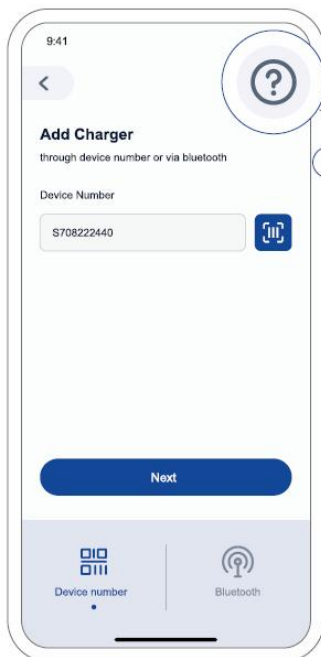 9:41
?
Add Charger
through device number or via bluetooth
Device Number
S708222440
Next
Device number
Bluetooth